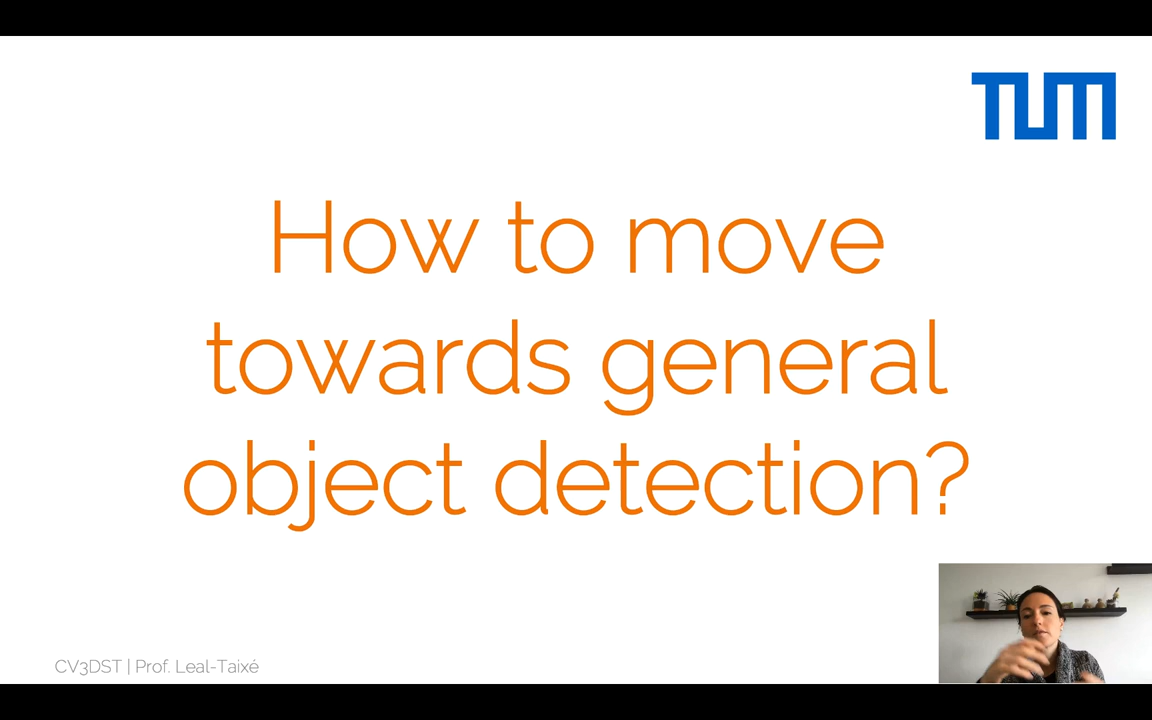 TUM
How to move
towards general
object detection?
CV3DST | Prof. Leal-Taixé